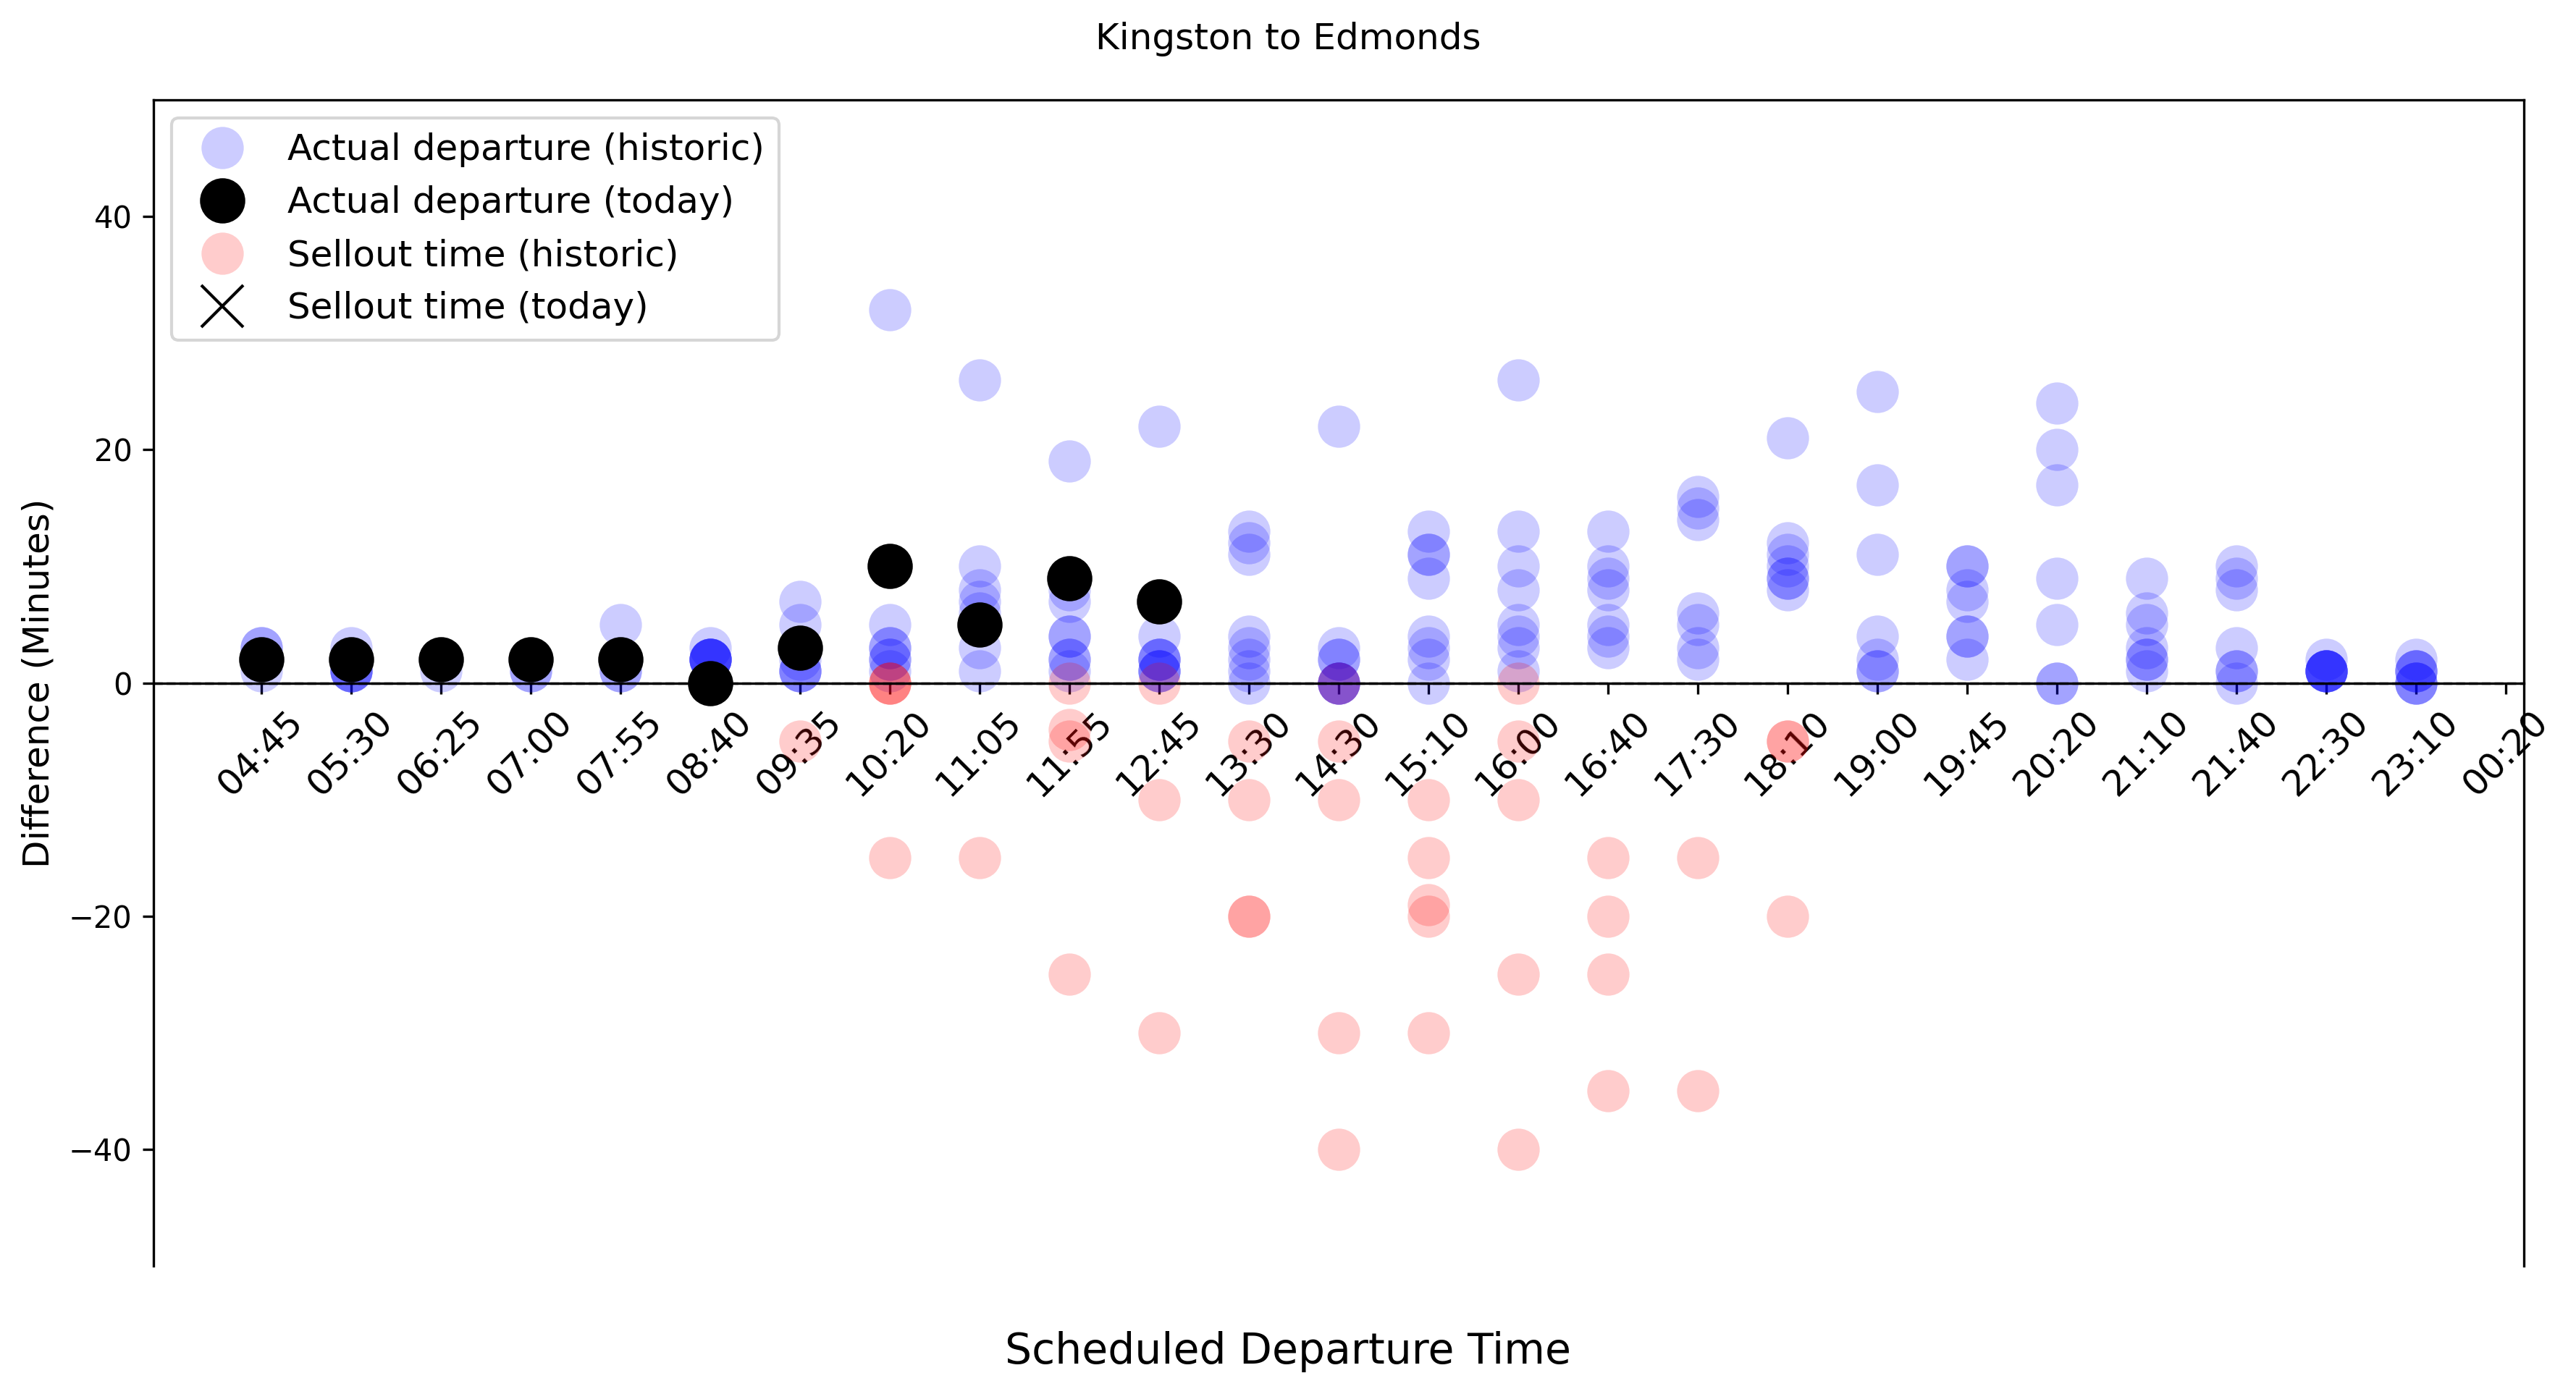 Kingston to Edmonds
Actual departure (historic)
Actual departure (today)
Sellout time (historic)
Sellout time (today)
Difference (Minutes)
40
20
0
−20
−40
04:45 05:30 06:25 07:00 07:55 08:40 09:35 10:20 11:05 11:55 12:45 13:30 14:30 15:10 16:00 16:40 17:30 18:10 19:00 19:45 20:20 21:10 21:40 22:30 23:10 00:20
Scheduled Departure Time